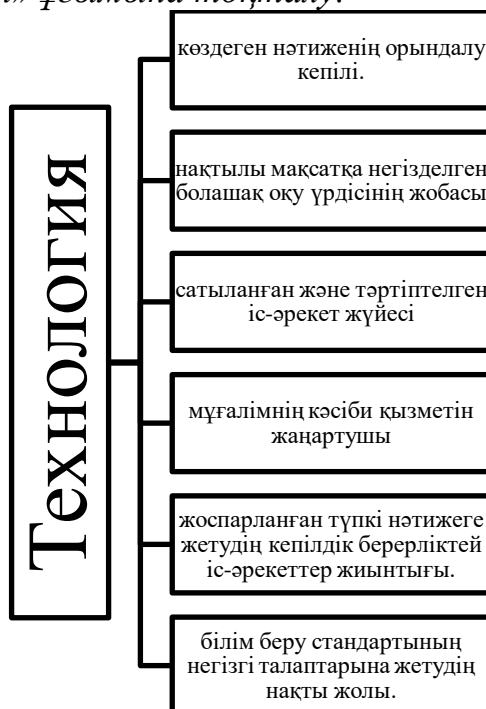 ұғымына тоқталу.
Технология
көздеген нәтиженің орындалу
кепілі.
нақтылы мақсатқа негізделген
болашақ оқу үрдісінің жобасы
сатыланған және тәртіптелген
іс-әрекет жүйесі
мұғалімнің кәсіби қызметін
жаңартушы
жоспарланған түпкі нәтижеге
жетудің кепілдік берерліктей
іс-әрекеттер жиынтығы.
білім беру стандартының
негізгі талаптарына жетудің
нақты жолы.